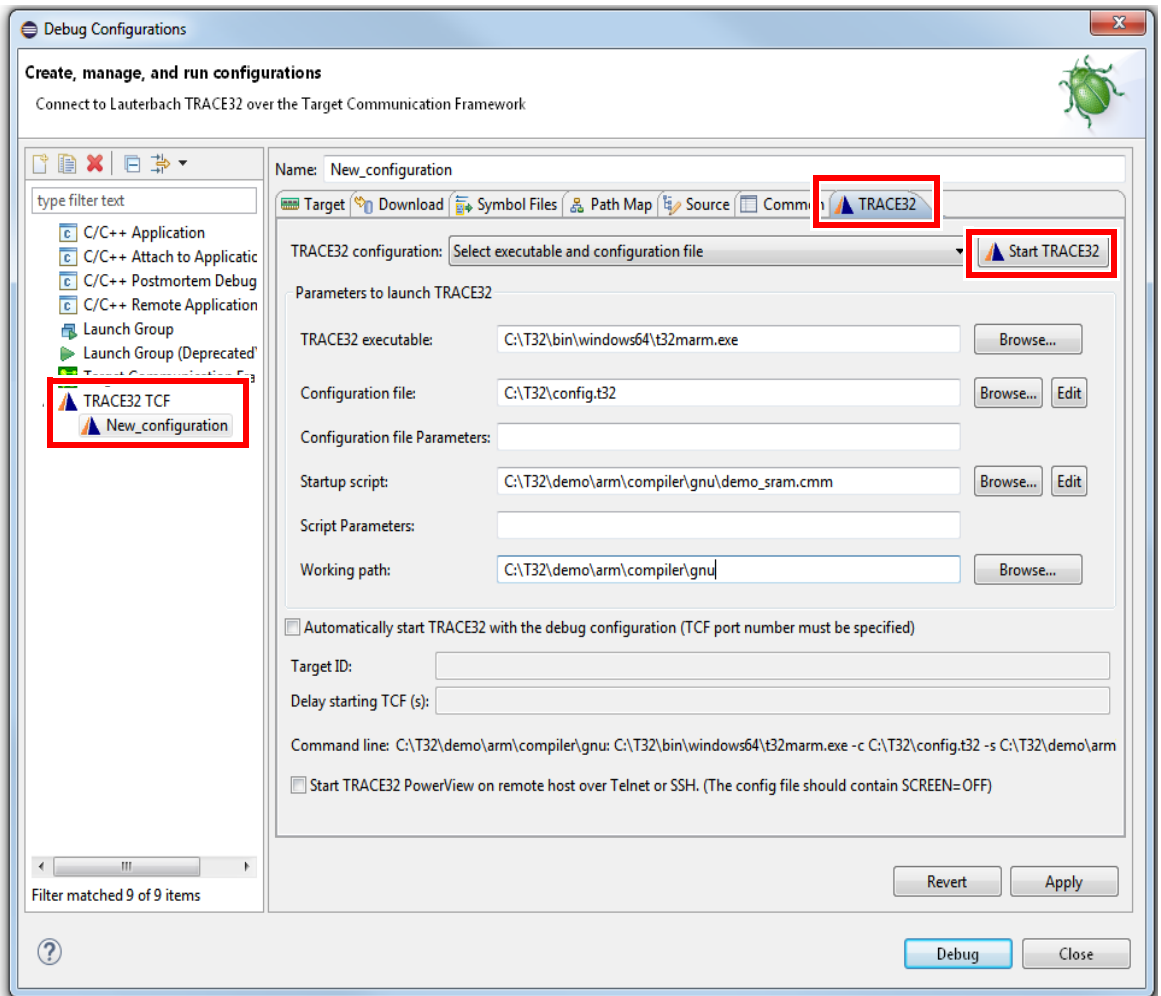 Debug Configurations
Create, manage, and run configurations
Connect to Lauterbach TRACE32 over the Target Communication Framework
type filter text
C/C++ Application
C/C++ Attach to Applicatic
C/C++ Postmortem Debug
C/C++ Remote Application
Launch Group
Launch Group (Deprecated)
TRACE32 TCF
New_configuration
Filter matched 9 of 9 items
Name: New_configuration
Target Download Symbol Files Path Map Source Common TRACE32
TRACE32 configuration: Select executable and configuration file Start TRACE32
Parameters to launch TRACE32
TRACE32 executable: C:\T32\bin\windows64\t32marm.exe Browse...
Configuration file: C:\T32\config.t32 Browse... Edit
Configuration file Parameters:
Startup script: C:\T32\demo\arm\compiler\gnu\demo_sram.cmm Browse... Edit
Script Parameters:
Working path: C:\T32\demo\arm\compiler\gnu Browse...
Automatically start TRACE32 with the debug configuration (TCF port number must be specified)
Target ID:
Delay starting TCF (s):
Command line: C:\T32\demo\arm\compiler\gnu: C:\T32\bin\windows64\t32marm.exe -c C:\T32\config.t32 -s C:\T32\demo\arm
Start TRACE32 PowerView on remote host over Telnet or SSH. (The config file should contain SCREEN=OFF)
Revert Apply
Debug Close